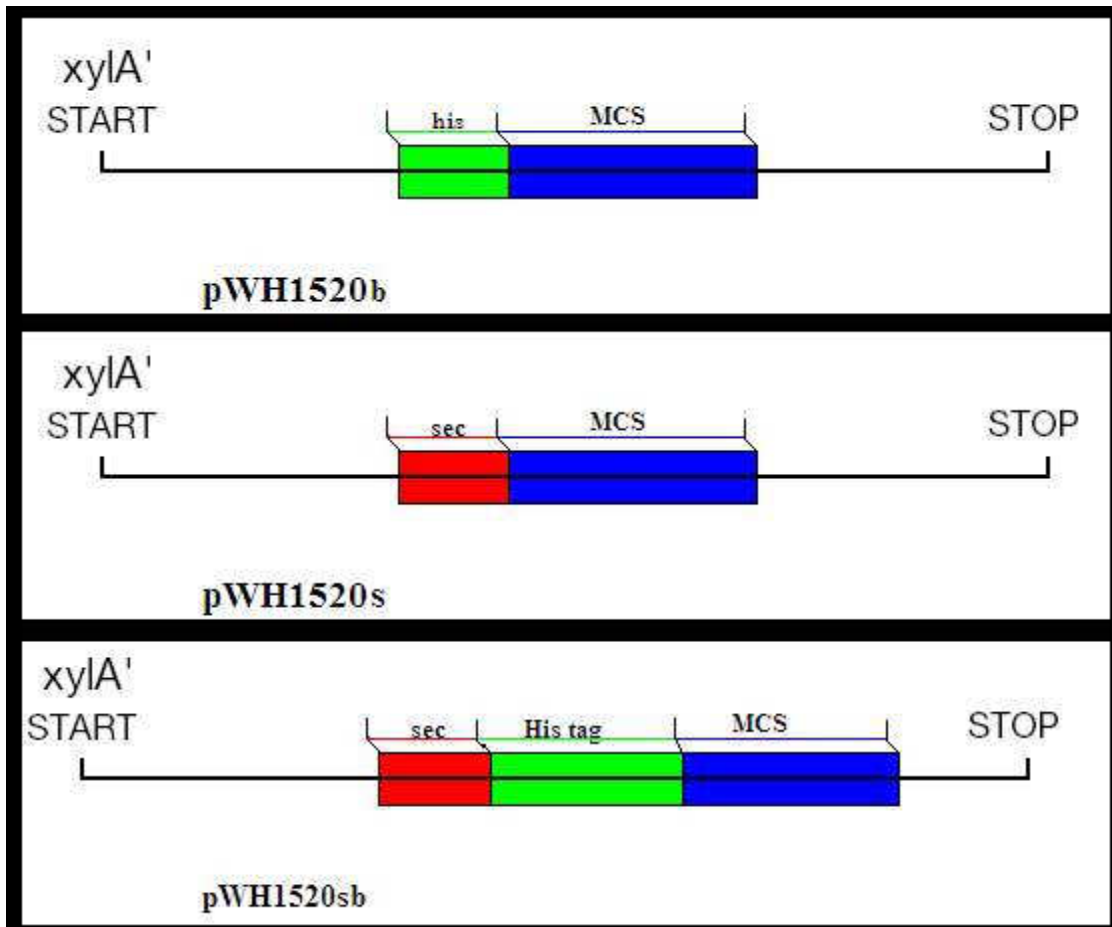 xylA'
START his MCS STOP
pWH1520b
xylA'
START sec MCS STOP
pWH1520s
xylA'
START sec His tag MCS STOP
pWH1520sb